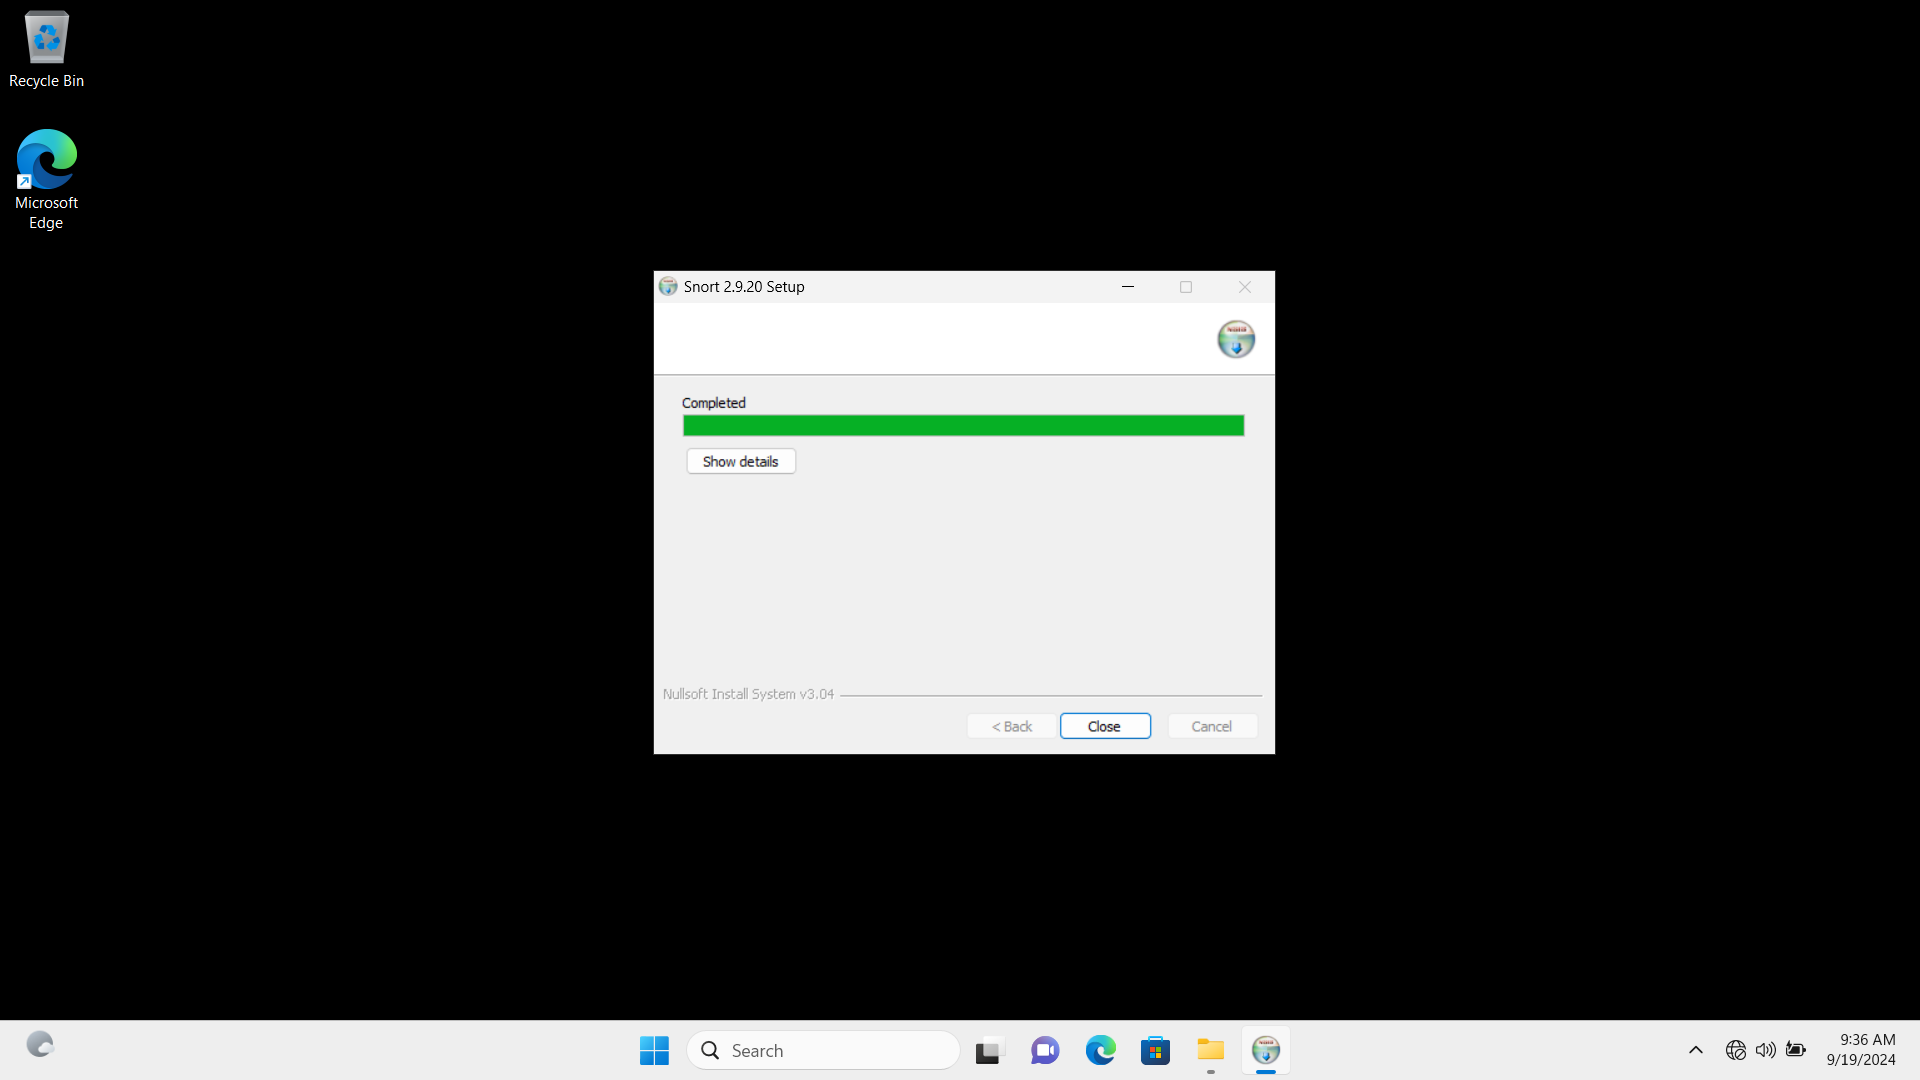 Recycle Bin
Microsoft
Edge
Snort 2.9.20 Setup
Completed
Show details
Nullsoft Install System v3.04
< Back
Close
Cancel
Search
9:36 AM
9/19/2024